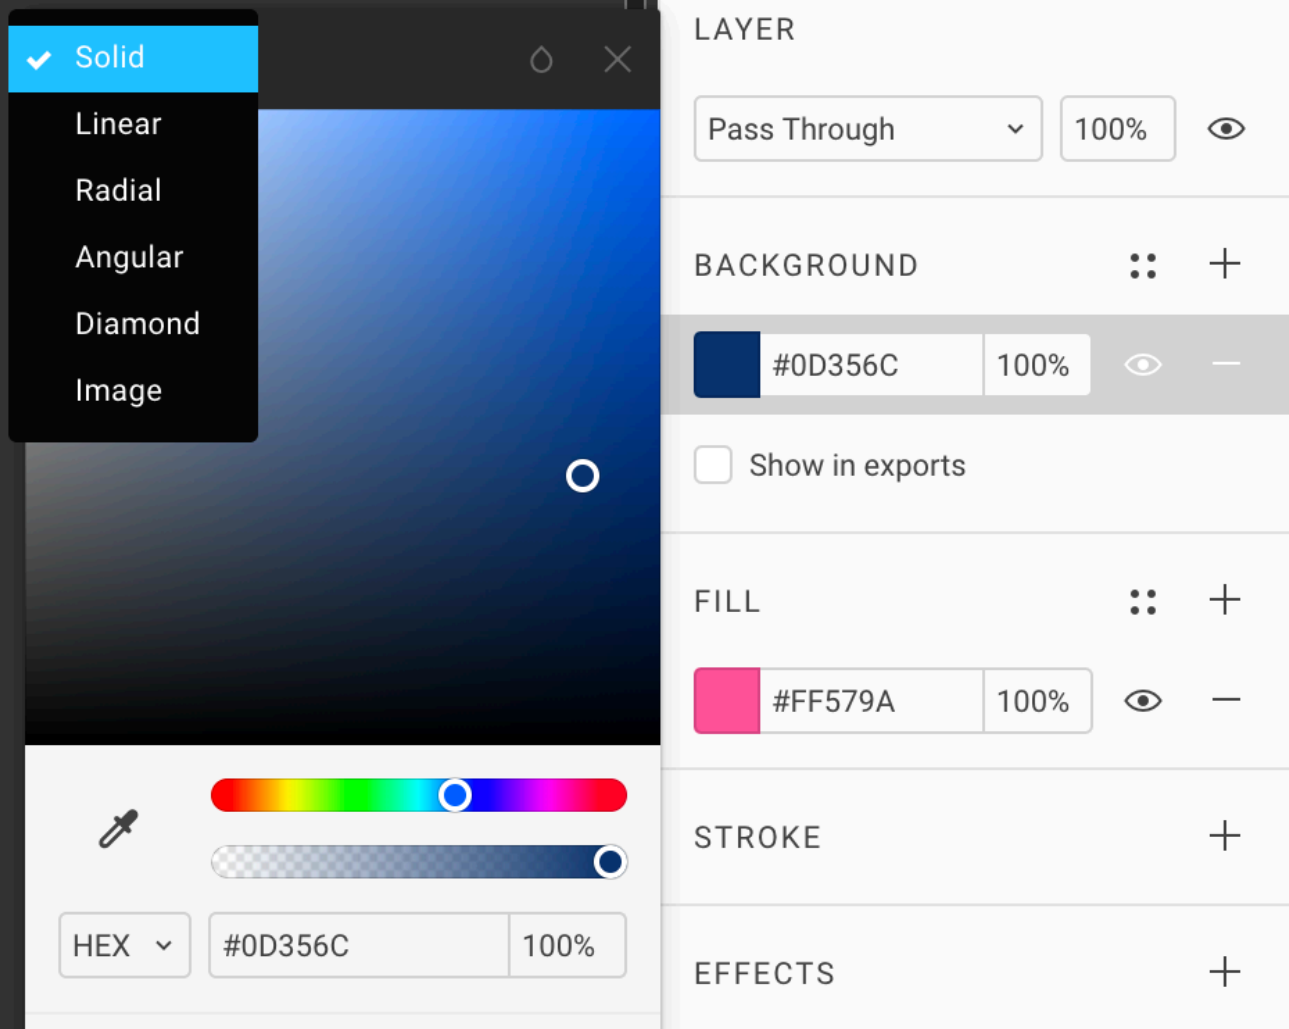 Solid
Linear
Radial
Angular
Diamond
Image
HEX
#0D356C
100%
LAYER
Pass Through
100%
BACKGROUND
#0D356C
100%
Show in exports
FILL
#FF579A
100%
STROKE
EFFECTS